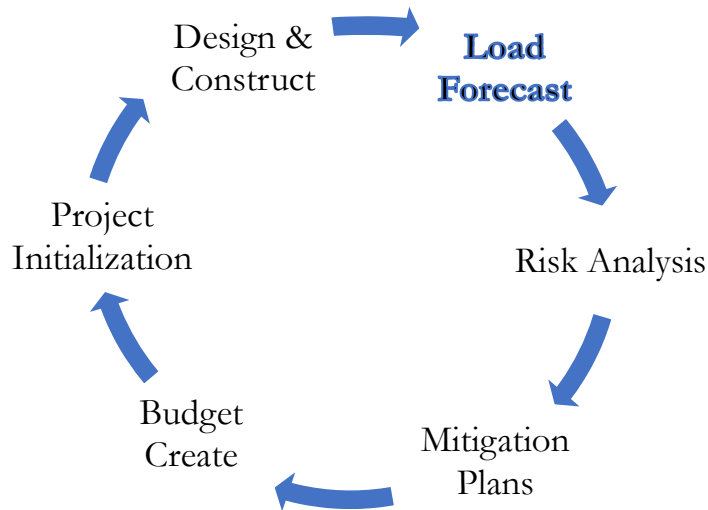 Design &
Construct
Load
Forecast
Risk Analysis
Mitigation
Plans
Budget
Create
Project
Initialization